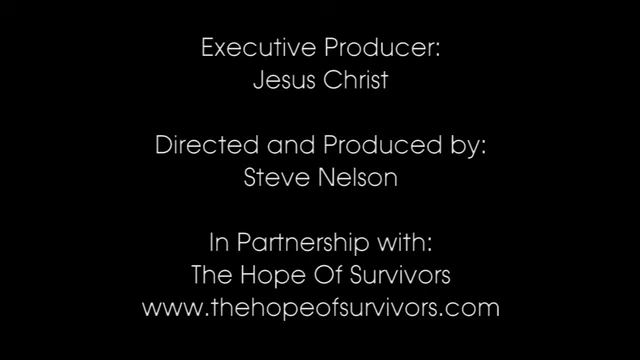 Executive Producer:
Jesus Christ
Directed and Produced by:
Steve Nelson
In Partnership with:
The Hope Of Survivors
www.thehopeofsurvivors.com